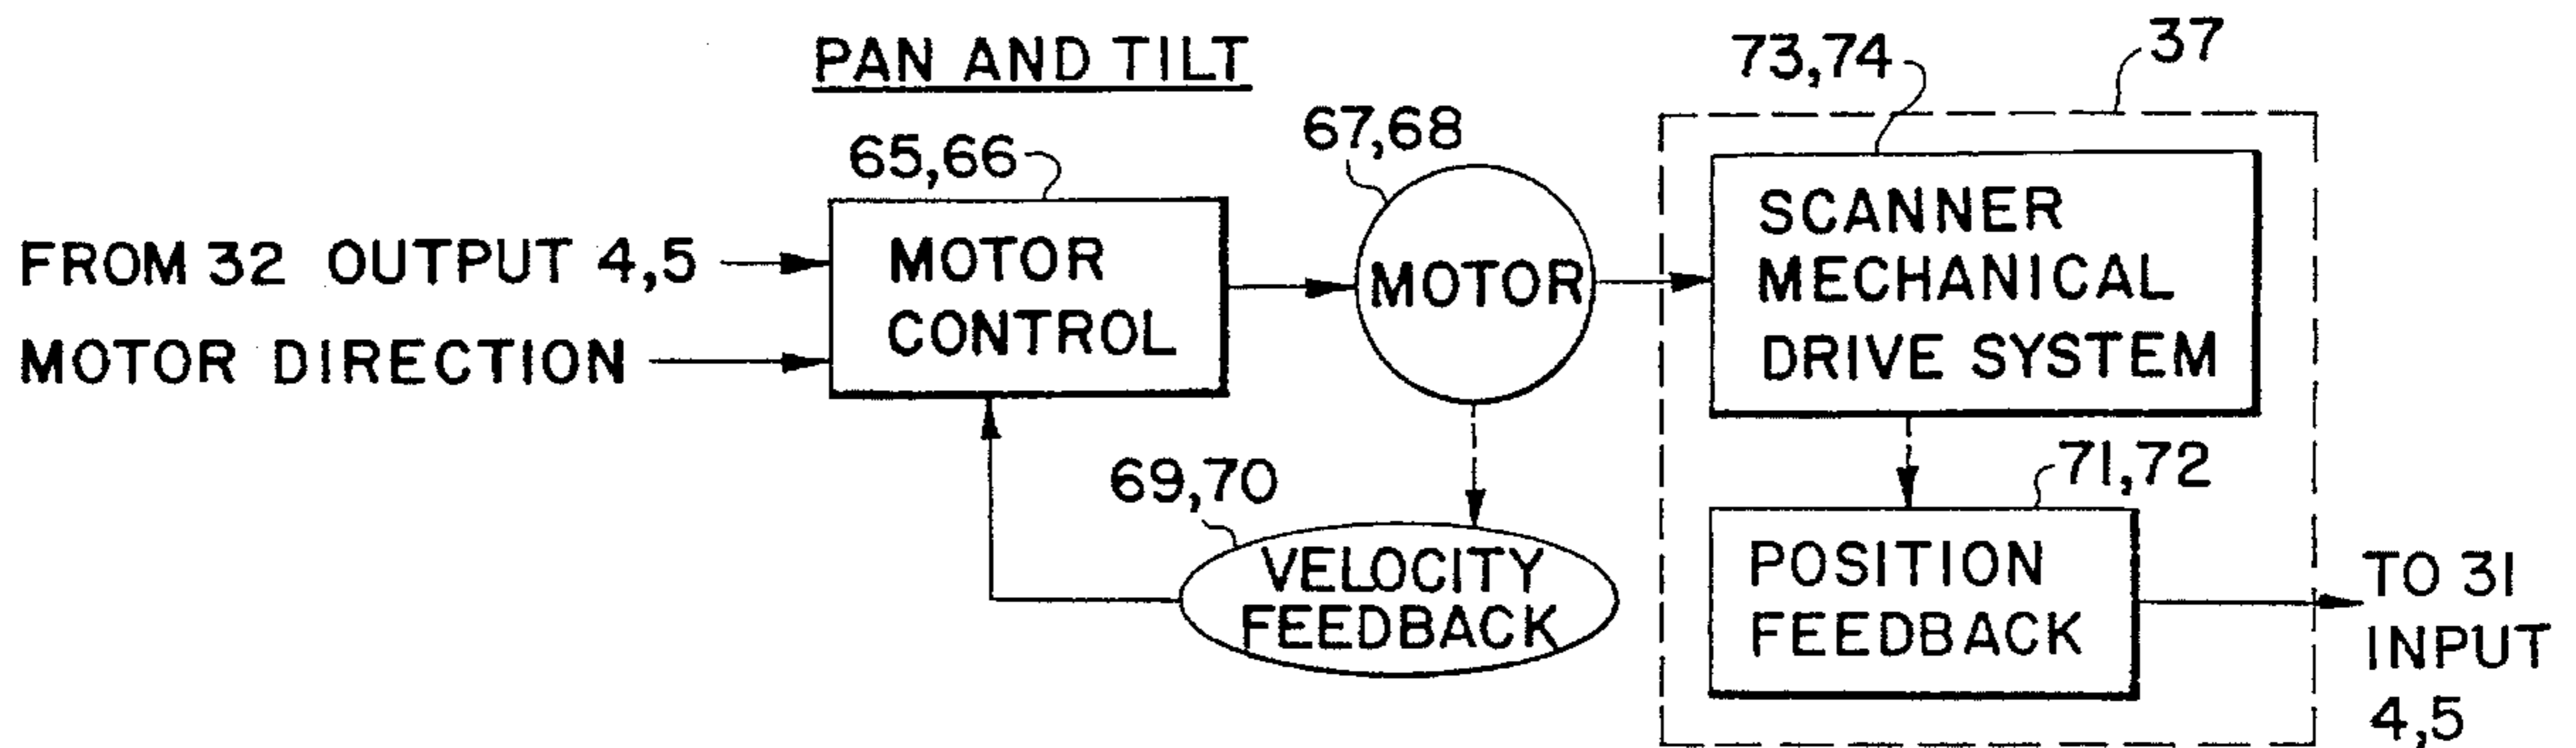 PAN AND TILT
73,74
37
67,68
65,66
FROM 32 OUTPUT 4,5
MOTOR DIRECTION
MOTOR
CONTROL
MOTOR
SCANNER
MECHANICAL
DRIVE SYSTEM
69,70
VELOCITY
FEEDBACK
71,72
POSITION
FEEDBACK
TO 31
INPUT
4,5